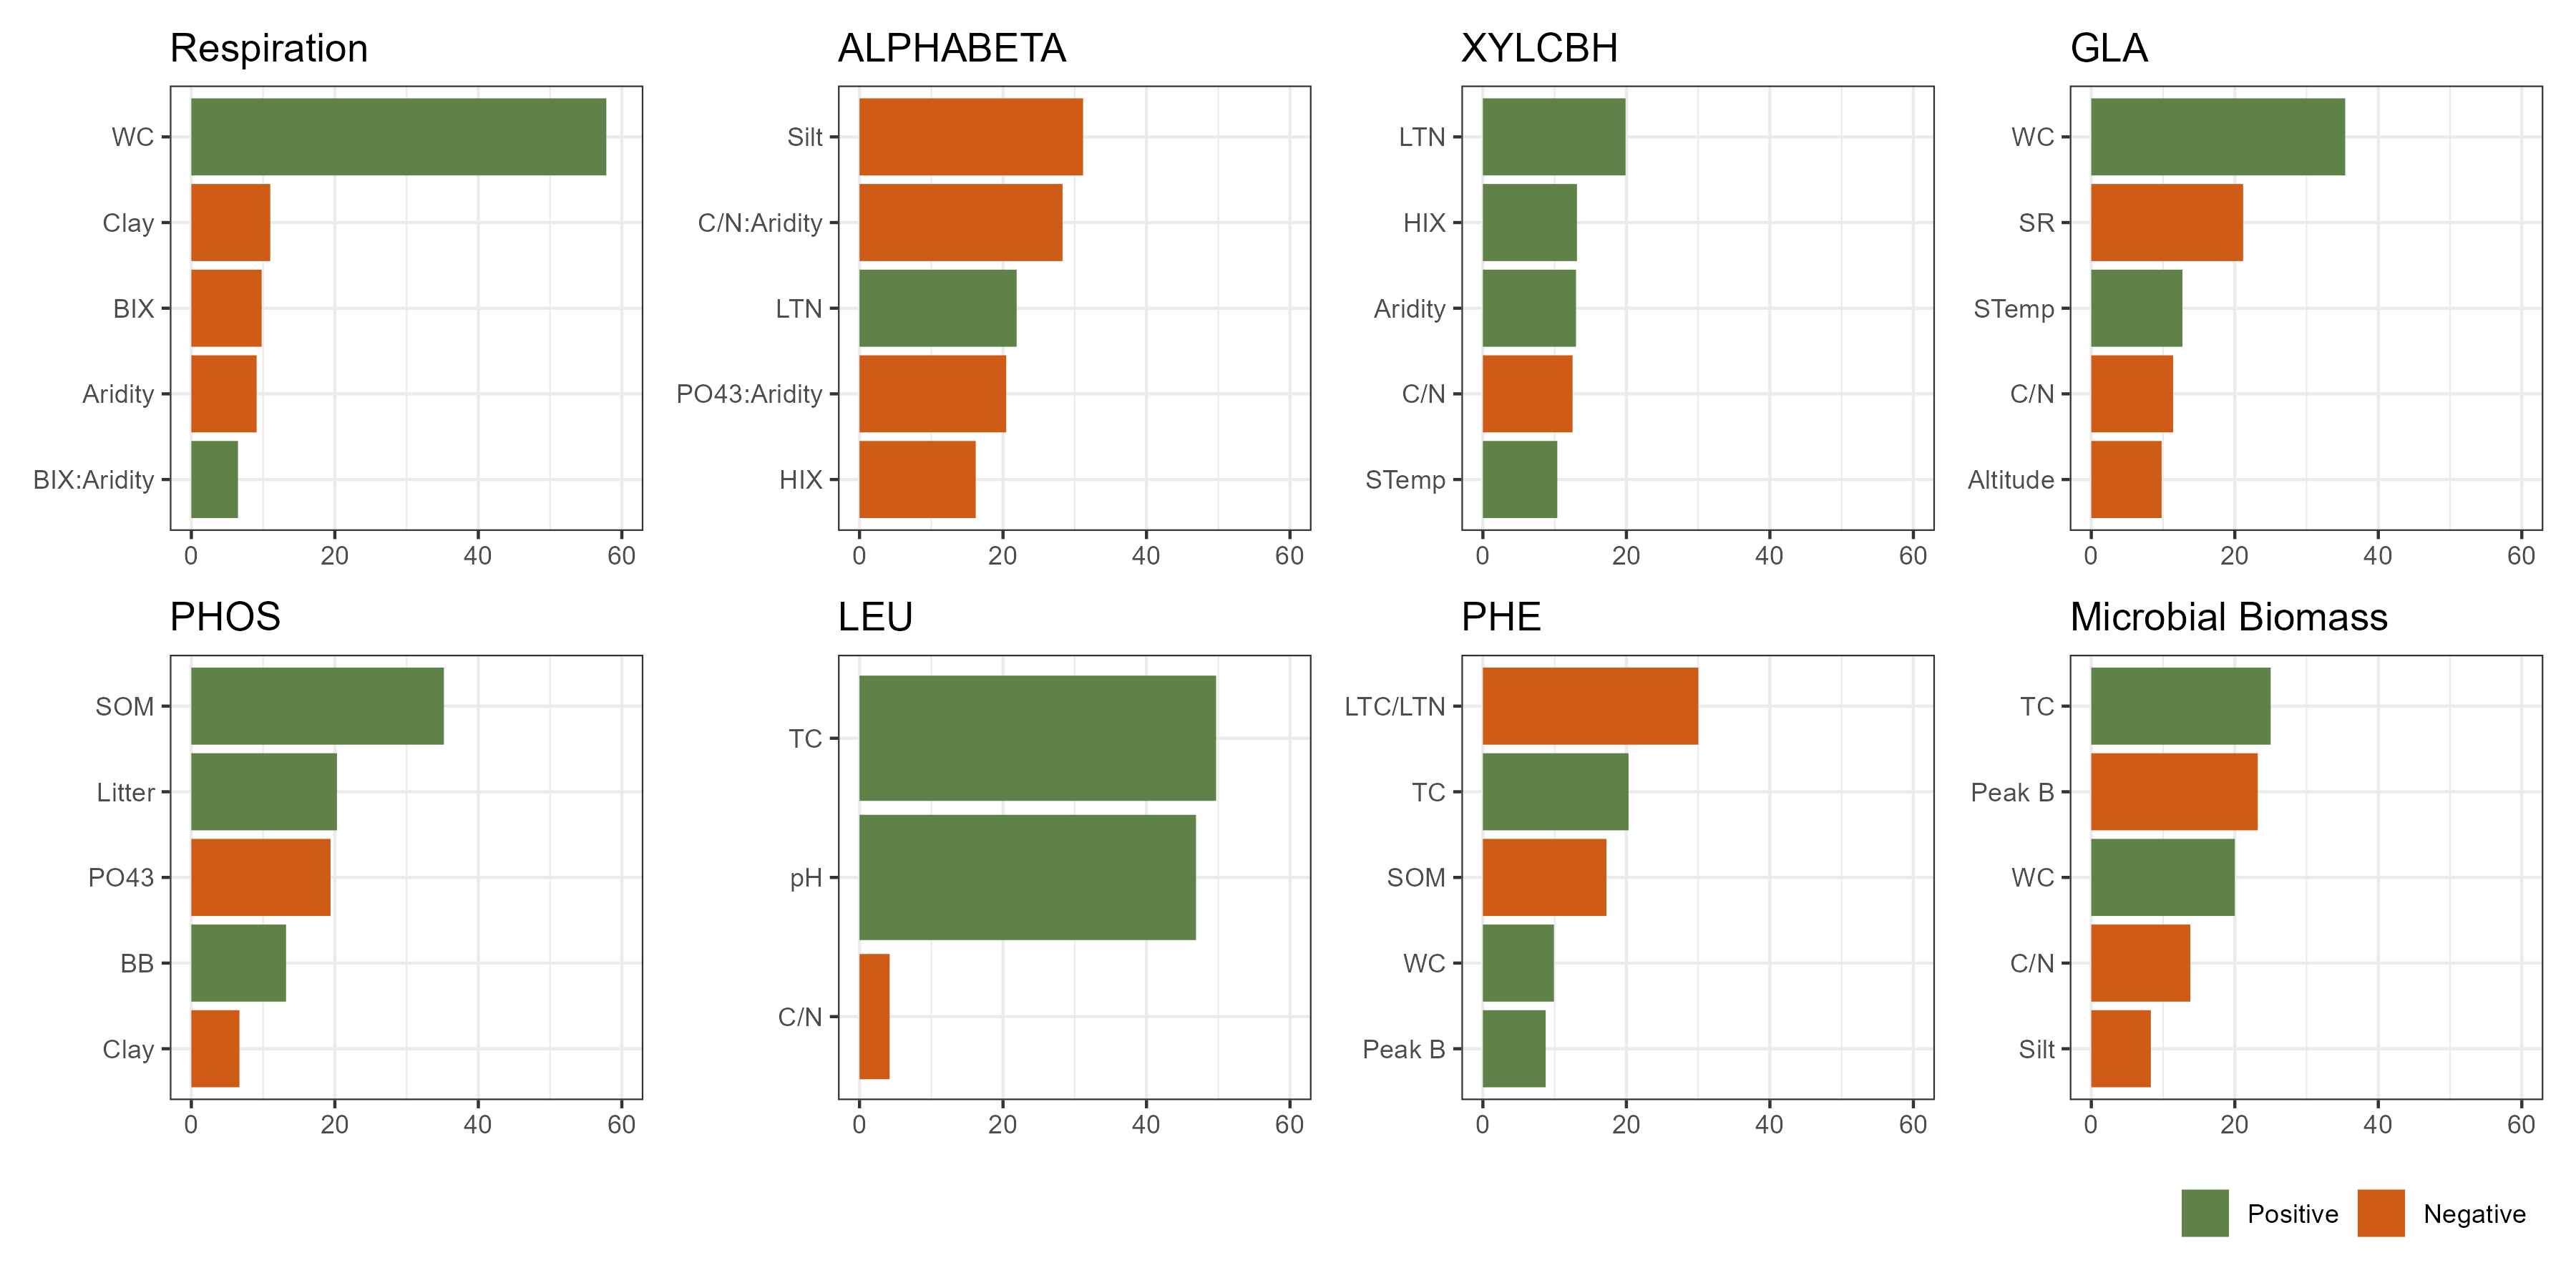 Respiration
WC
Clay
BIX
Aridity
BIX:Aridity
0 20 40 60
ALPHABETA
Silt
C/N:Aridity
LTN
PO43:Aridity
HIX
0 20 40 60
XYLCBH
LTN
HIX
Aridity
C/N
STemp
0 20 40 60
GLA
WC
SR
STemp
C/N
Altitude
0 20 40 60
PHOS
SOM
Litter
PO43
BB
Clay
0 20 40 60
LEU
TC
pH
C/N
0 20 40 60
PHE
LTC/LTN
TC
SOM
WC
Peak B
0 20 40 60
Microbial Biomass
TC
Peak B
WC
C/N
Silt
0 20 40 60
Positive Negative